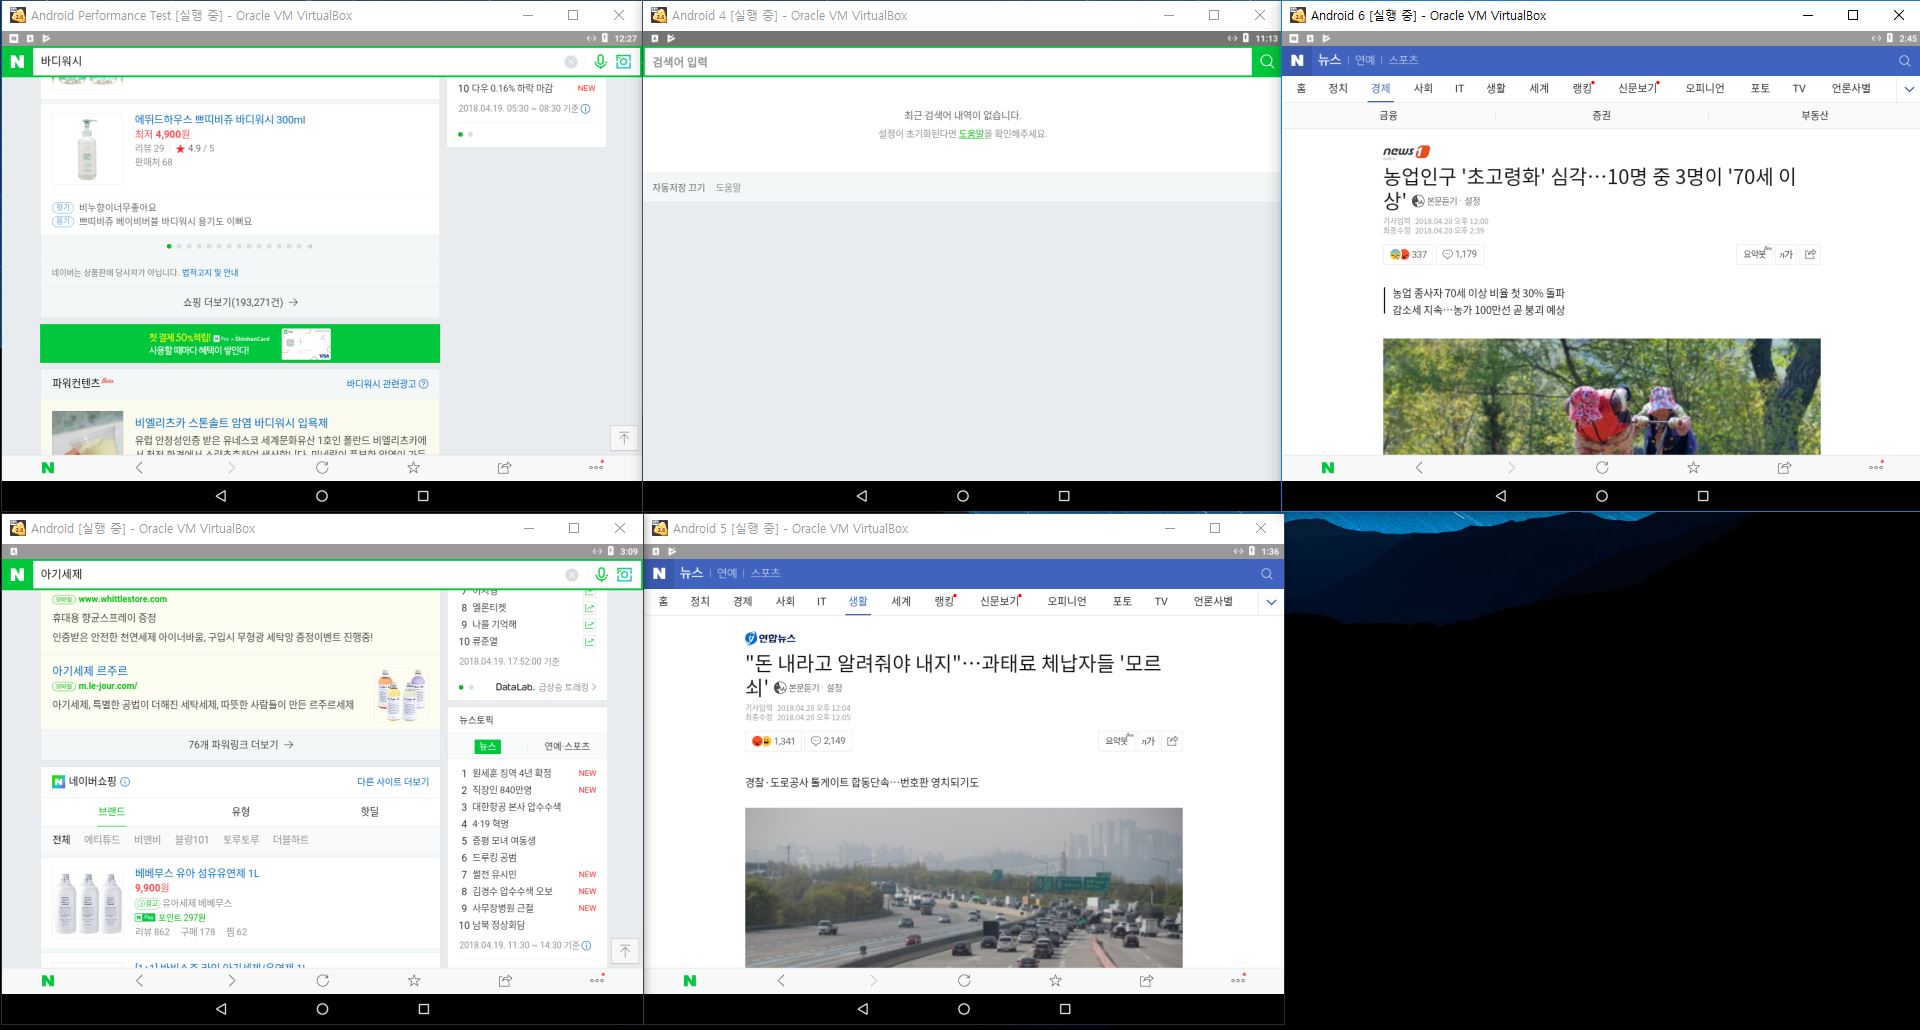 Android Performance Test [실행 중] - Oracle VM VirtualBox
12:27
바디워시
에뛰드하우스 쁘띠비쥬 바디워시 300ml
최저 4,900원
리뷰 29 ★ 4.9 / 5
판매처 68
향기 비누향이너무좋아요
용기 쁘띠비쥬 베이비버블 바디워시 용기도 이뻐요
네이버는 상품판매 당사자가 아닙니다. 법적고지 및 안내
쇼핑 더보기(193,271건) →
첫 결제 50%적립! N Pay × ShinhanCard
사용할 때마다 혜택이 쌓인다!
VISA
파워컨텐츠 Beta
바디워시 관련광고
비엘리츠카 스톤솔트 암염 바디워시 입욕제
유럽 안정성인증 받은 유네스코 세계문화유산 1호인 폴란드 비엘리츠카에
10 다우 0.16% 하락 마감 NEW
2018.04.19. 05:30 ~ 08:30 기준
Android 4 [실행 중] - Oracle VM VirtualBox
11:13
검색어 입력
최근 검색어 내역이 없습니다.
설정이 초기화된다면 도움말을 확인해주세요.
자동저장 끄기 도움말
Android 6 [실행 중] - Oracle VM VirtualBox
2:45
N 뉴스 | 연예 | 스포츠
홈 정치 경제 사회 IT 생활 세계 랭킹 신문보기 오피니언 포토 TV 언론사별
금융 증권 부동산
news1
농업인구 '초고령화' 심각…10명 중 3명이 '70세 이
상' 본문듣기 · 설정
기사입력 2018.04.20 오후 12:00
최종수정 2018.04.20 오후 2:39
337 1,179
요약봇 beta 가가
농업 종사자 70세 이상 비율 첫 30% 돌파
감소세 지속…농가 100만선 곧 붕괴 예상
Android [실행 중] - Oracle VM VirtualBox
3:09
아기세제
모바일 www.whittlestore.com
휴대용 향균스프레이 증정
인증받은 안전한 천연세제 아이너바움, 구입시 무형광 세탁망 증정이벤트 진행중!
아기세제 르주르
모바일 m.le-jour.com/
아기세제, 특별한 공법이 더해진 세탁세제, 따뜻한 사람들이 만든 르주르세제
76개 파워링크 더보기 →
네이버쇼핑
다른 사이트 더보기
브랜드 유형 핫딜
전체 에티튜드 비앤비 블랑101 토루토루 더블하트
베베무스 유아 섬유유연제 1L
9,900원
광고 유아세제 베베무스
N Pay 포인트 297원
리뷰 862 구매 178 찜 62
8 멜론티켓
9 나를 기억해
10 류준열
2018.04.19. 17:52:00 기준
DataLab. 급상승 트래킹 >
뉴스토픽
뉴스 연예·스포츠
1 원세훈 징역 4년 확정 NEW
2 직장인 840만명 NEW
3 대한항공 본사 압수수색
4 4·19 혁명
5 증평 모녀 여동생
6 드루킹 공범
7 썰전 유시민 NEW
8 김경수 압수수색 오보 NEW
9 사무장병원 근절 NEW
10 남북 정상회담
2018.04.19. 11:30 ~ 14:30 기준
Android 5 [실행 중] - Oracle VM VirtualBox
1:36
N 뉴스 | 연예 | 스포츠
홈 정치 경제 사회 IT 생활 세계 랭킹 신문보기 오피니언 포토 TV 언론사별
연합뉴스
"돈 내라고 알려줘야 내지"…과태료 체납자들 '모르
쇠' 본문듣기 · 설정
기사입력 2018.04.20 오후 12:04
최종수정 2018.04.20 오후 12:05
1,341 2,149
요약봇 beta 가가
경찰·도로공사 톨게이트 합동단속…번호판 영치되기도